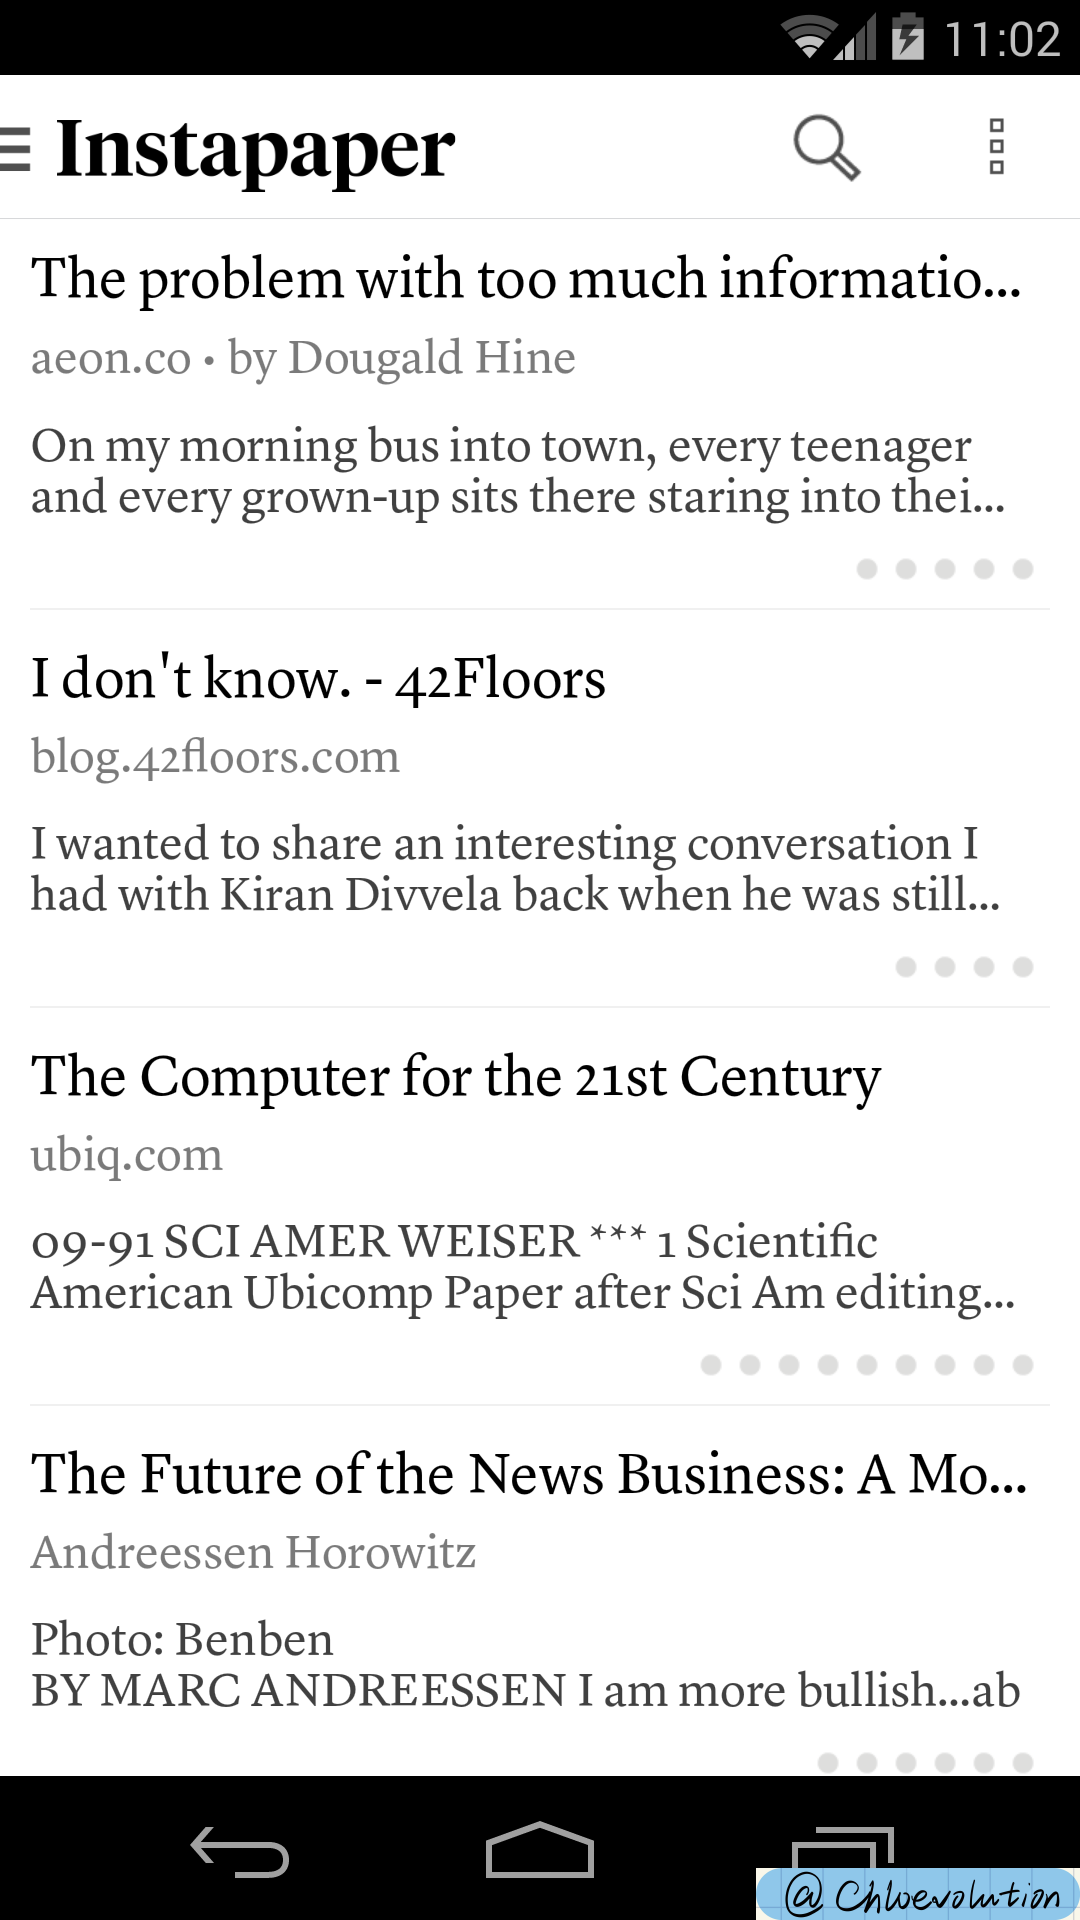 11:02
Instapaper
The problem with too much informatio...
aeon.co • by Dougald Hine
On my morning bus into town, every teenager
and every grown-up sits there staring into thei...
I don't know. - 42Floors
blog.42floors.com
I wanted to share an interesting conversation I
had with Kiran Divvela back when he was still...
The Computer for the 21st Century
ubiq.com
09-91 SCI AMER WEISER *** 1 Scientific
American Ubicomp Paper after Sci Am editing...
The Future of the News Business: A Mo...
Andreessen Horowitz
Photo: Benben
BY MARC ANDREESSEN I am more bullish...ab
@Chloevolution